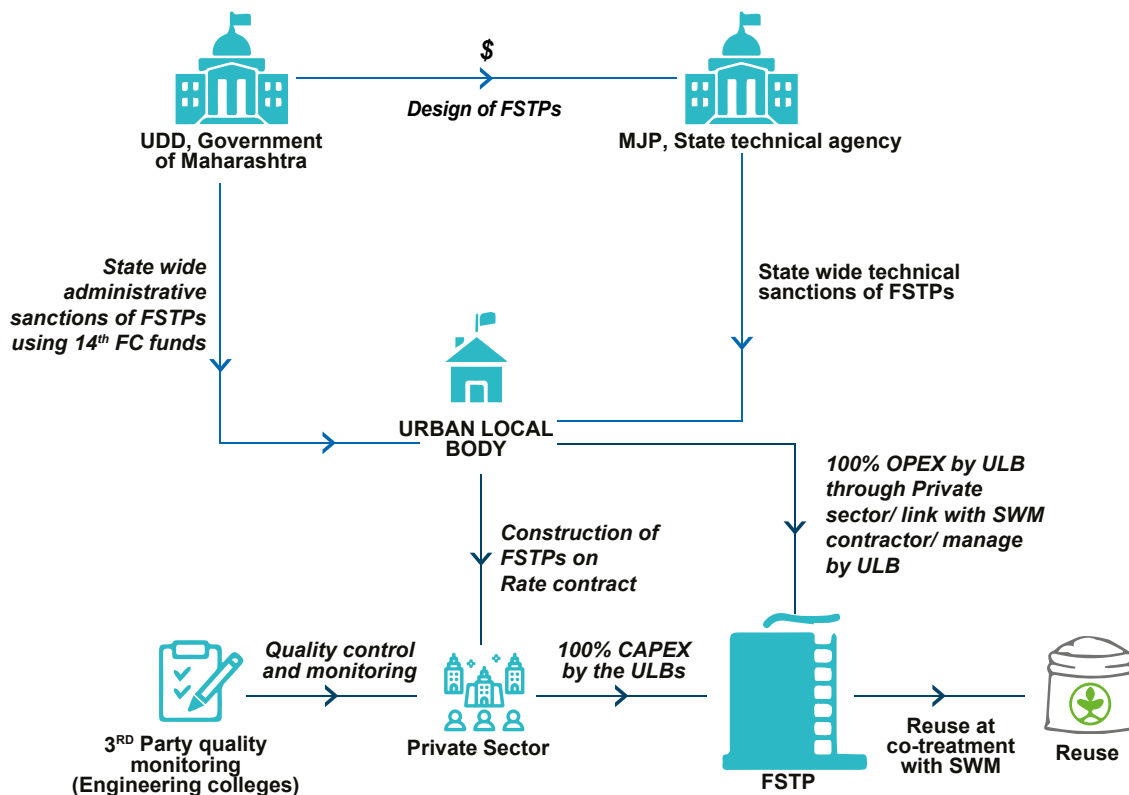 $
Design of FSTPs
UDD, Government
of Maharashtra
MJP, State technical agency
State wide
administrative
sanctions of FSTPs
using 14th FC funds
State wide technical
sanctions of FSTPs
URBAN LOCAL
BODY
100% OPEX by ULB
through Private
sector/ link with SWM
contractor/ manage
by ULB
Construction of
FSTPs on
Rate contract
Quality control
and monitoring
100% CAPEX
by the ULBs
3RD Party quality
monitoring
(Engineering colleges)
Private Sector
FSTP
Reuse at
co-treatment
with SWM
Reuse